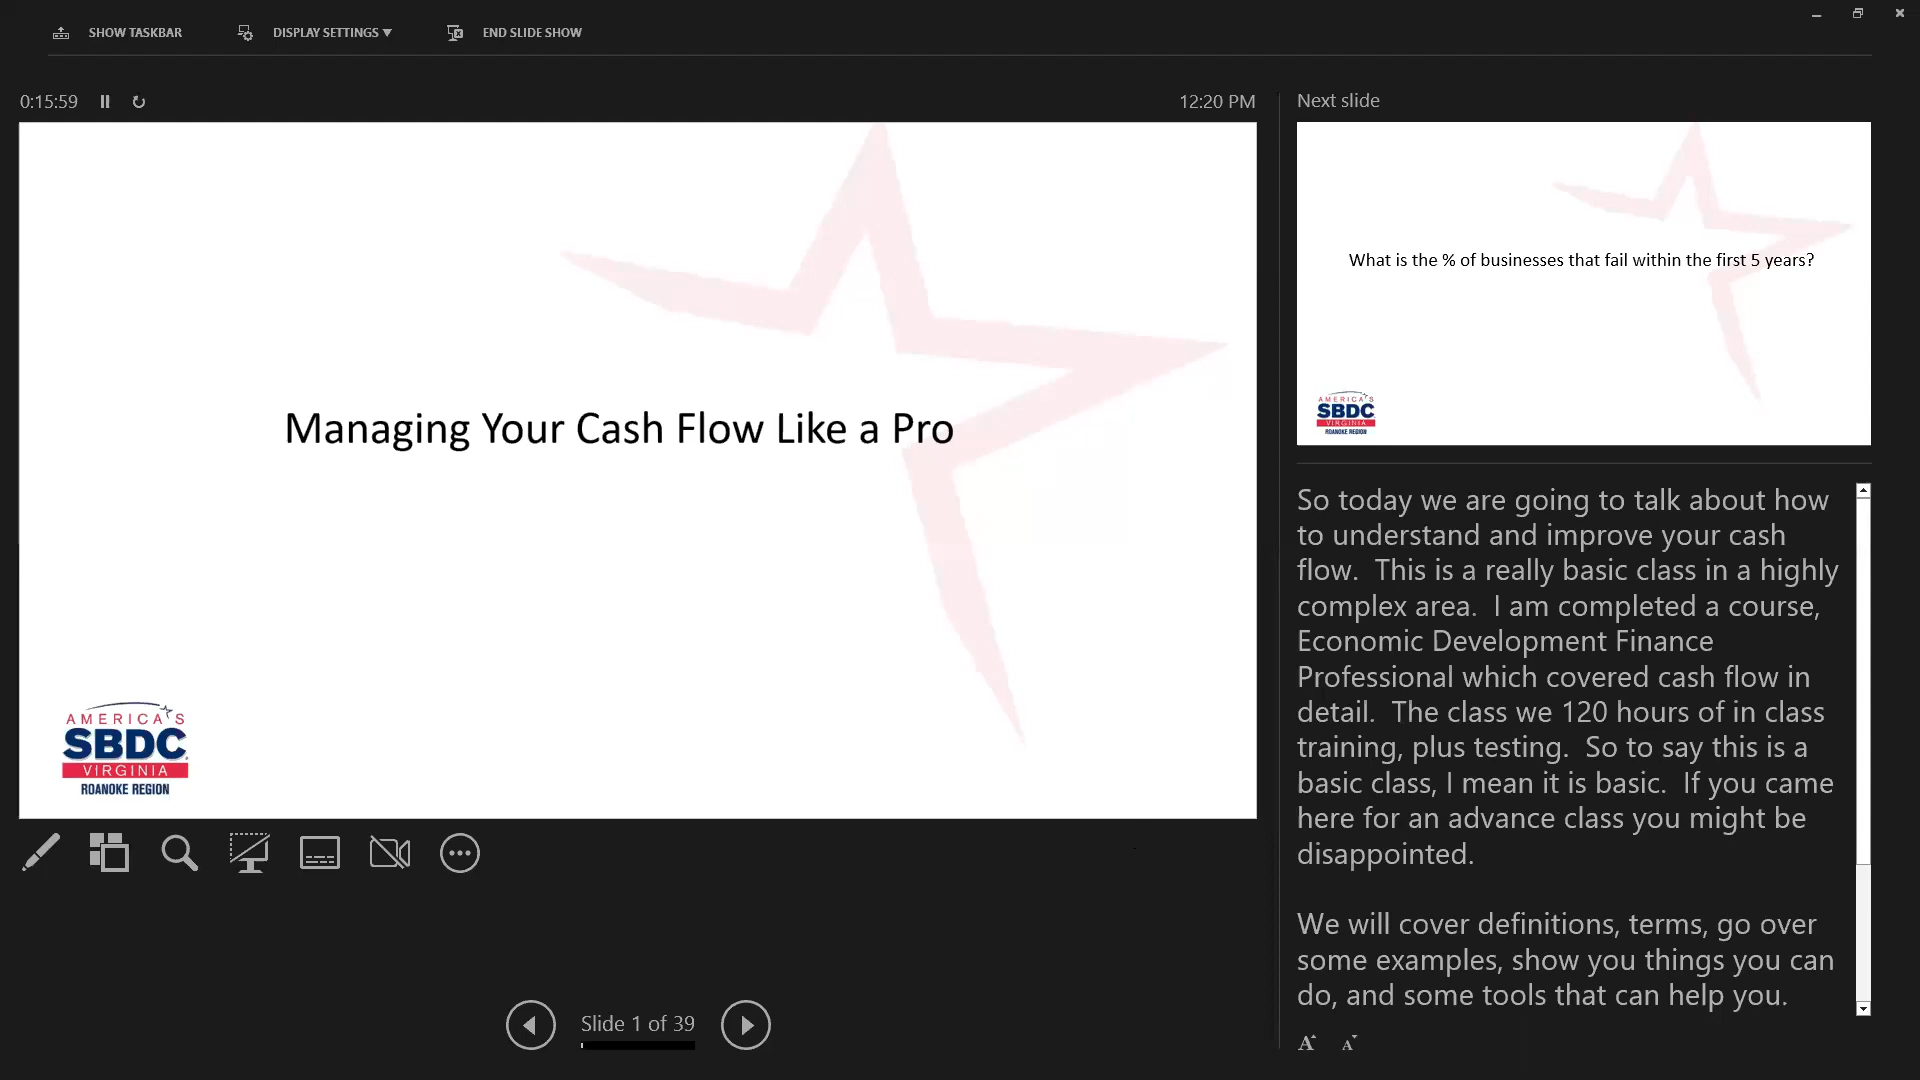 SHOW TASKBAR
DISPLAY SETTINGS ▼
END SLIDE SHOW
0:15:59
12:20 PM
Next slide
Managing Your Cash Flow Like a Pro
AMERICA'S
SBDC
VIRGINIA
ROANOKE REGION
What is the % of businesses that fail within the first 5 years?
AMERICA'S
SBDC
VIRGINIA
ROANOKE REGION
So today we are going to talk about how
to understand and improve your cash
flow.  This is a really basic class in a highly
complex area.  I am completed a course,
Economic Development Finance
Professional which covered cash flow in
detail.  The class we 120 hours of in class
training, plus testing.  So to say this is a
basic class, I mean it is basic.  If you came
here for an advance class you might be
disappointed.
We will cover definitions, terms, go over
some examples, show you things you can
do, and some tools that can help you.
Slide 1 of 39
A A